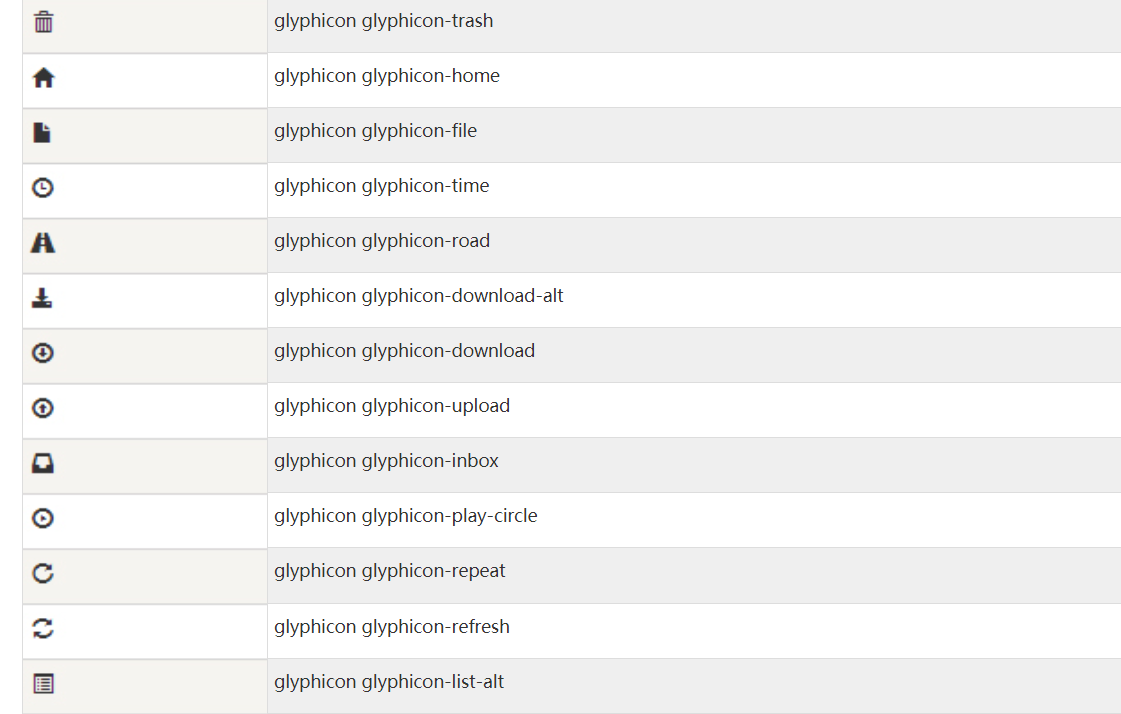 glyphicon glyphicon-trash
glyphicon glyphicon-home
glyphicon glyphicon-file
glyphicon glyphicon-time
glyphicon glyphicon-road
glyphicon glyphicon-download-alt
glyphicon glyphicon-download
glyphicon glyphicon-upload
glyphicon glyphicon-inbox
glyphicon glyphicon-play-circle
glyphicon glyphicon-repeat
glyphicon glyphicon-refresh
glyphicon glyphicon-list-alt